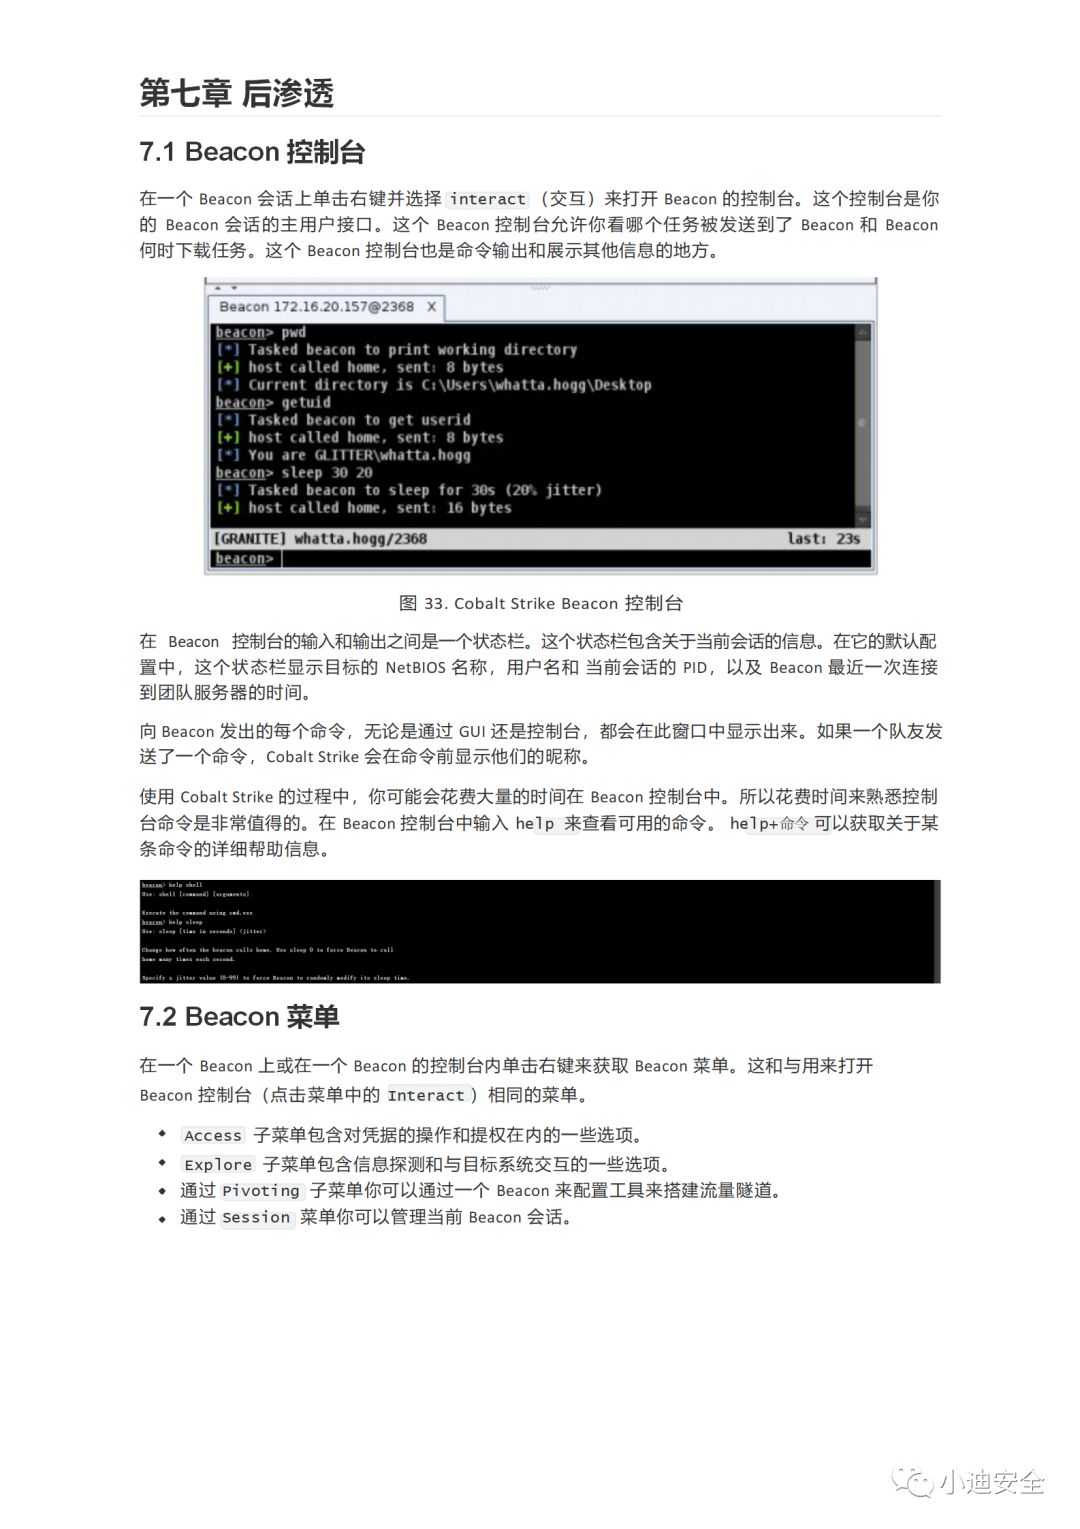 第七章 后渗透
7.1 Beacon 控制台
在一个 Beacon 会话上单击右键并选择 interact （交互）来打开 Beacon 的控制台。这个控制台是你
的 Beacon 会话的主用户接口。这个 Beacon 控制台允许你看哪个任务被发送到了 Beacon 和 Beacon
何时下载任务。这个 Beacon 控制台也是命令输出和展示其他信息的地方。
Beacon 172.16.20.157@2368 X
beacon> pwd
[*] Tasked beacon to print working directory
[+] host called home, sent: 8 bytes
[*] Current directory is C:\Users\whatta.hogg\Desktop
beacon> getuid
[*] Tasked beacon to get userid
[+] host called home, sent: 8 bytes
[*] You are GLITTER\whatta.hogg
beacon> sleep 30 20
[*] Tasked beacon to sleep for 30s (20% jitter)
[+] host called home, sent: 16 bytes
[GRANITE] whatta.hogg/2368 last: 23s
beacon>
图 33. Cobalt Strike Beacon 控制台
在 Beacon 控制台的输入和输出之间是一个状态栏。这个状态栏包含关于当前会话的信息。在它的默认配
置中，这个状态栏显示目标的 NetBIOS 名称，用户名和 当前会话的 PID，以及 Beacon 最近一次连接
到团队服务器的时间。
向 Beacon 发出的每个命令，无论是通过 GUI 还是控制台，都会在此窗口中显示出来。如果一个队友发
送了一个命令，Cobalt Strike 会在命令前显示他们的昵称。
使用 Cobalt Strike 的过程中，你可能会花费大量的时间在 Beacon 控制台中。所以花费时间来熟悉控制
台命令是非常值得的。在 Beacon 控制台中输入 help 来查看可用的命令。 help+命令 可以获取关于某
条命令的详细帮助信息。
beacon> help shell
Use: shell [command] [arguments]
Execute the command using cmd.exe
beacon> help sleep
Use: sleep [time in seconds] <jitter>
Change how often the beacon calls home. Use sleep 0 to force Beacon to call
home many times each second.
Specify a jitter value (0-99) to force Beacon to randomly modify its sleep time.
7.2 Beacon 菜单
在一个 Beacon 上或在一个 Beacon 的控制台内单击右键来获取 Beacon 菜单。这和与用来打开
Beacon 控制台（点击菜单中的 Interact ）相同的菜单。
◆ Access 子菜单包含对凭据的操作和提权在内的一些选项。
◆ Explore 子菜单包含信息探测和与目标系统交互的一些选项。
◆ 通过 Pivoting 子菜单你可以通过一个 Beacon 来配置工具来搭建流量隧道。
◆ 通过 Session 菜单你可以管理当前 Beacon 会话。
小迪安全